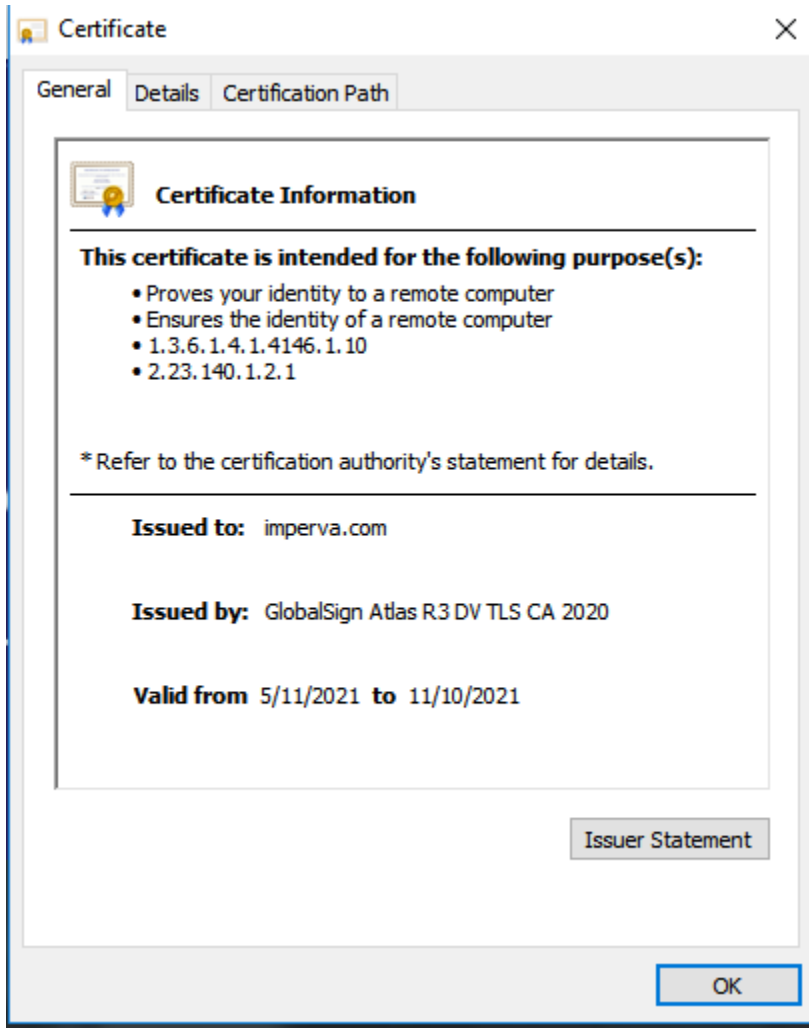 Certificate
General Details Certification Path
Certificate Information
This certificate is intended for the following purpose(s):
• Proves your identity to a remote computer
• Ensures the identity of a remote computer
• 1.3.6.1.4.1.4146.1.10
• 2.23.140.1.2.1
* Refer to the certification authority's statement for details.
Issued to: imperva.com
Issued by: GlobalSign Atlas R3 DV TLS CA 2020
Valid from 5/11/2021 to 11/10/2021
Issuer Statement
OK